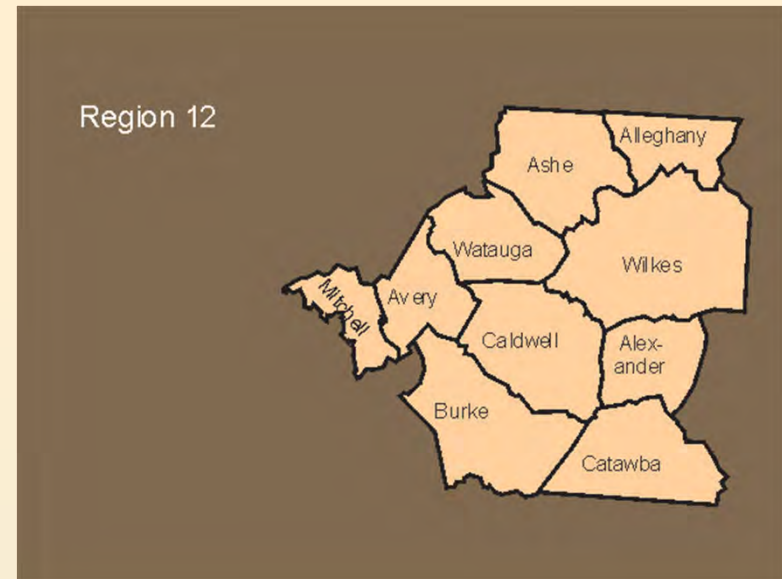 Region 12
Alleghany
Ashe
Watauga
Wilkes
Mitchell
Avery
Caldwell
Alex-
ander
Burke
Catawba